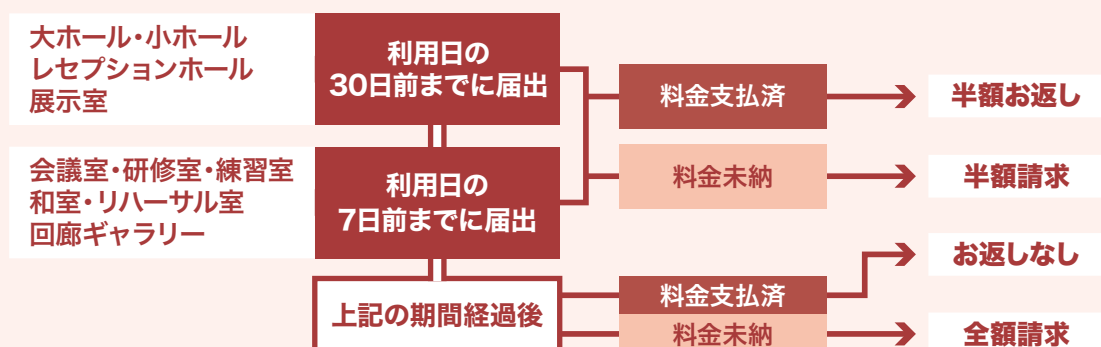 大ホール・小ホール
レセプションホール
展示室
利用日の
30日前までに届出
料金支払済
半額お返し
料金未納
半額請求
会議室・研修室・練習室
和室・リハーサル室
回廊ギャラリー
利用日の
7日前までに届出
上記の期間経過後
料金支払済
お返しなし
料金未納
全額請求